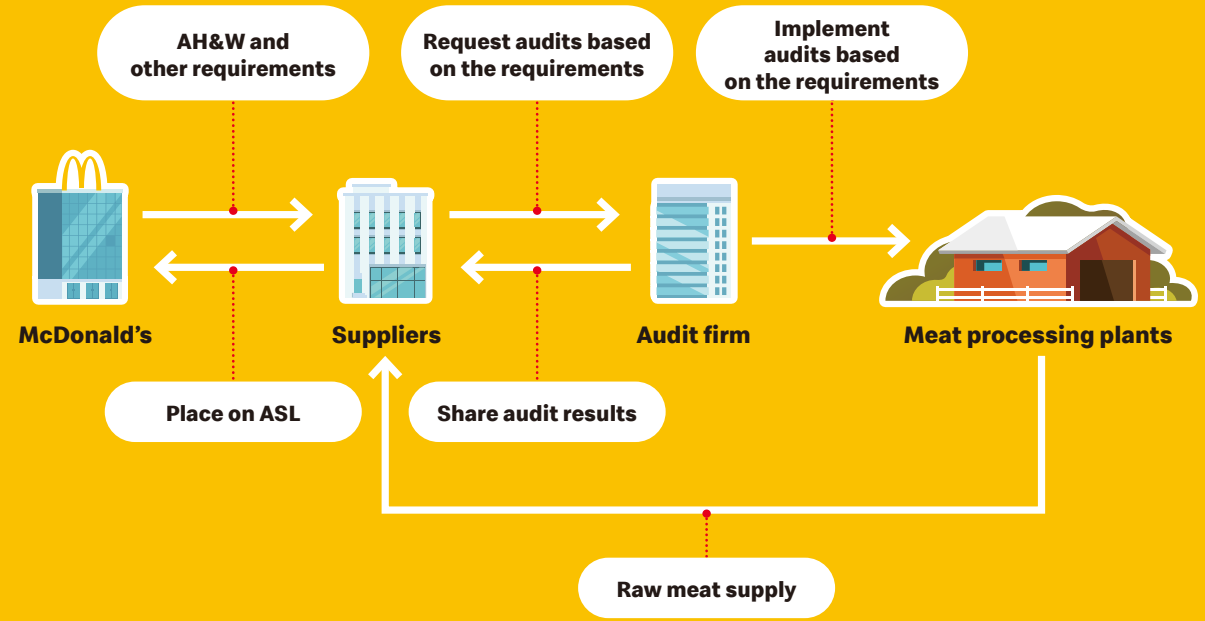 AH&W and
other requirements
Request audits based
on the requirements
Implement
audits based
on the requirements
McDonald's
Suppliers
Audit firm
Meat processing plants
Place on ASL
Share audit results
Raw meat supply